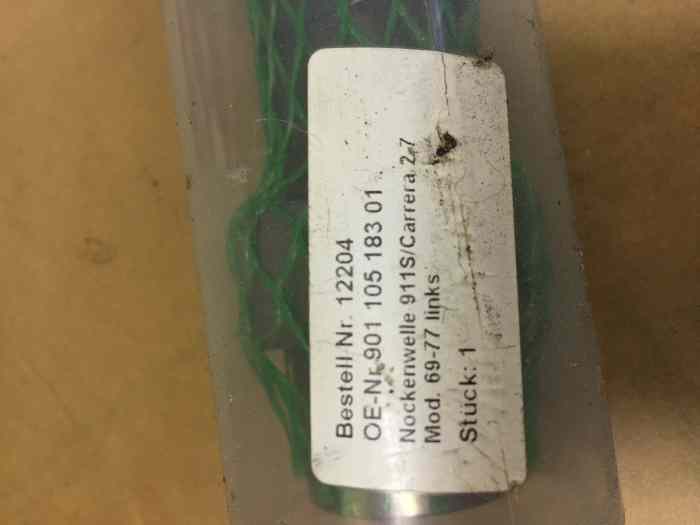 Bestell Nr. 12204
OE-Nr.901 105 183 01
Nockenwelle 911S/Carrera 2,7
Mod. 69-77 links
Stück: 1